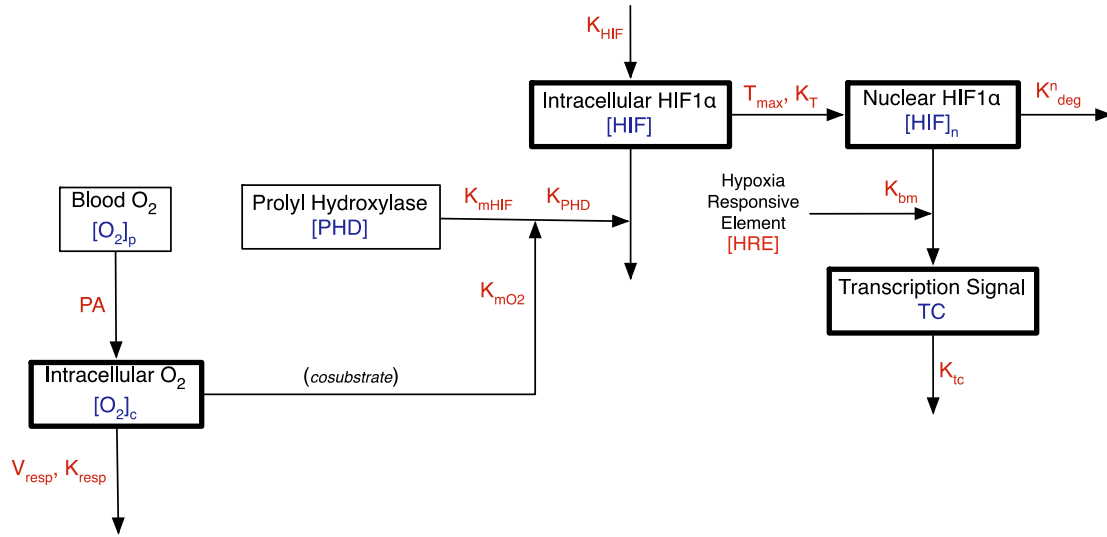 K_HIF
Intracellular HIF1α
[HIF]
T_max, K_T
Nuclear HIF1α
[HIF]_n
K^n_deg
Blood O_2
[O_2]_p
Prolyl Hydroxylase
[PHD]
K_mHIF
K_PHD
Hypoxia
Responsive
Element
[HRE]
K_bm
PA
K_mO2
Transcription Signal
TC
Intracellular O_2
[O_2]_c
(cosubstrate)
K_tc
V_resp, K_resp